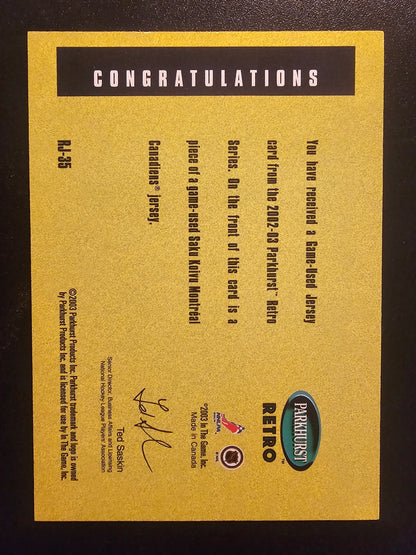 CONGRATULATIONS
You have received a Game-Used Jersey
card from the 2002-03 Parkhurst™ Retro
Series. On the front of this card is a
piece of a game-used Saku Koivu Montréal
Canadiens® jersey.
RJ-35
PARKHURST
RETRO™
NHLPA
NHL
©2003 In The Game, Inc.
Made in Canada
Ted Saskin
Senior Director, Business Affairs and Licensing
National Hockey League Players' Association
©2003 Parkhurst Products Inc. Parkhurst trademark and logo is owned
by Parkhurst Products Inc. and is licensed for use by In The Game, Inc.